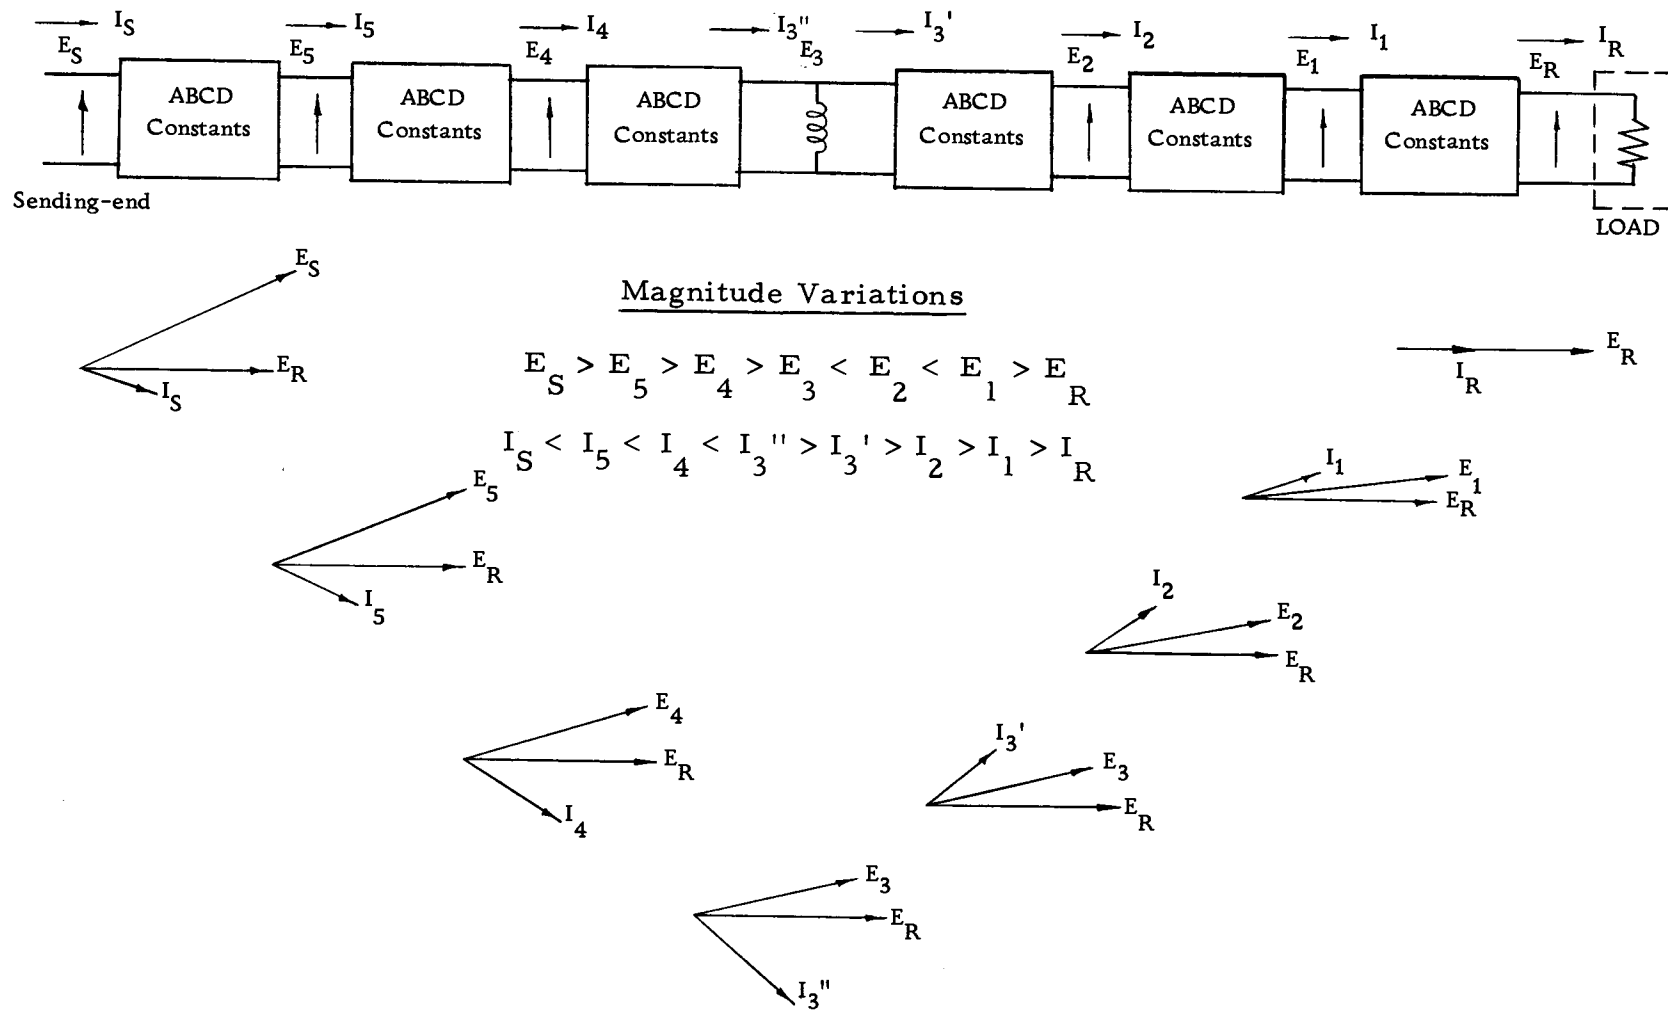 I_S I_5 I_4 I_3'' I_3' I_2 I_1 I_R
E_S E_5 E_4 E_3 E_2 E_1 E_R
ABCD Constants
ABCD Constants
ABCD Constants
ABCD Constants
ABCD Constants
ABCD Constants
Sending-end
LOAD
E_S
E_R
I_S
Magnitude Variations
E_S > E_5 > E_4 > E_3 < E_2 < E_1 > E_R
I_S < I_5 < I_4 < I_3'' > I_3' > I_2 > I_1 > I_R
E_R
I_R
E_5
E_R
I_5
I_1
E_1
E_R
I_2
E_2
E_R
E_4
E_R
I_4
I_3'
E_3
E_R
E_3
E_R
I_3''